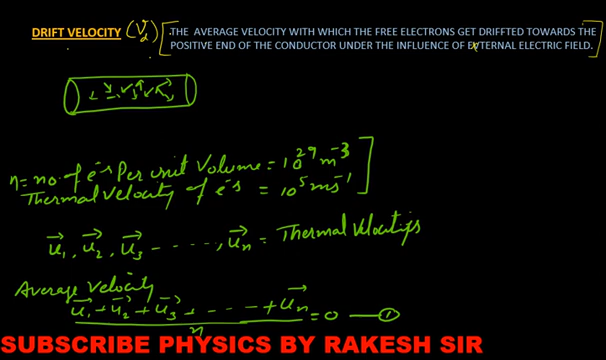 DRIFT VELOCITY (Vd) [THE AVERAGE VELOCITY WITH WHICH THE FREE ELECTRONS GET DRIFFTED TOWARDS THE
POSITIVE END OF THE CONDUCTOR UNDER THE INFLUENCE OF EXTERNAL ELECTRIC FIELD.]
n = no. of e⁻s Per unit Volume = 10²⁹ m⁻³
Thermal Velocity of e⁻s = 10⁵ ms⁻¹
u⃗₁, u⃗₂, u⃗₃ - - - - -, u⃗ₙ = Thermal Velocities
Average Velocity
u⃗₁ + u⃗₂ + u⃗₃ + - - - + u⃗ₙ / n = 0 — ①
SUBSCRIBE PHYSICS BY RAKESH SIR